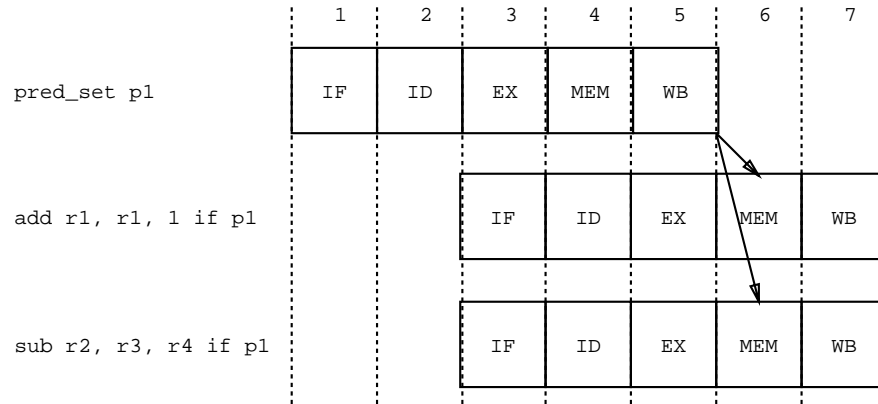 1 2 3 4 5 6 7
pred_set p1 IF ID EX MEM WB
add r1, r1, 1 if p1 IF ID EX MEM WB
sub r2, r3, r4 if p1 IF ID EX MEM WB